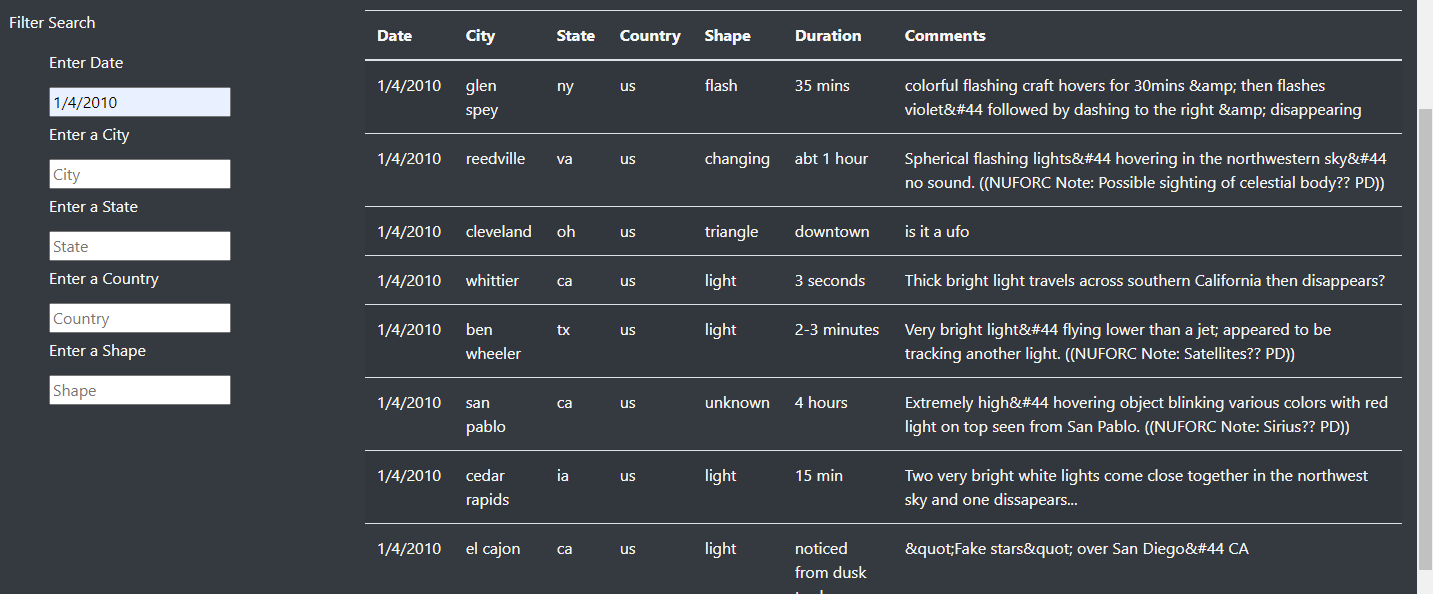 Filter Search
Enter Date
1/4/2010
Enter a City
City
Enter a State
State
Enter a Country
Country
Enter a Shape
Shape
Date City State Country Shape Duration Comments
1/4/2010 glen ny us flash 35 mins colorful flashing craft hovers for 30mins &amp; then flashes
spey violet&#44 followed by dashing to the right &amp; disappearing
1/4/2010 reedville va us changing abt 1 hour Spherical flashing lights&#44 hovering in the northwestern sky&#44
no sound. ((NUFORC Note: Possible sighting of celestial body?? PD))
1/4/2010 cleveland oh us triangle downtown is it a ufo
1/4/2010 whittier ca us light 3 seconds Thick bright light travels across southern California then disappears?
1/4/2010 ben tx us light 2-3 minutes Very bright light&#44 flying lower than a jet; appeared to be
wheeler tracking another light. ((NUFORC Note: Satellites?? PD))
1/4/2010 san ca us unknown 4 hours Extremely high&#44 hovering object blinking various colors with red
pablo light on top seen from San Pablo. ((NUFORC Note: Sirius?? PD))
1/4/2010 cedar ia us light 15 min Two very bright white lights come close together in the northwest
rapids sky and one dissapears...
1/4/2010 el cajon ca us light noticed &quot;Fake stars&quot; over San Diego&#44 CA
from dusk